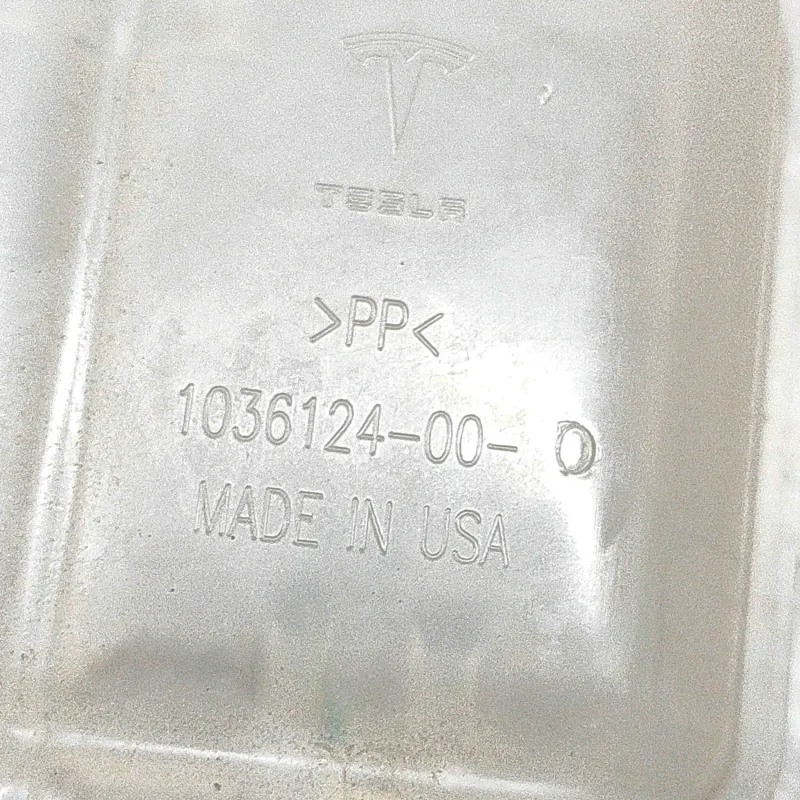 TESLA
>PP<
1036124-00- D
MADE IN USA